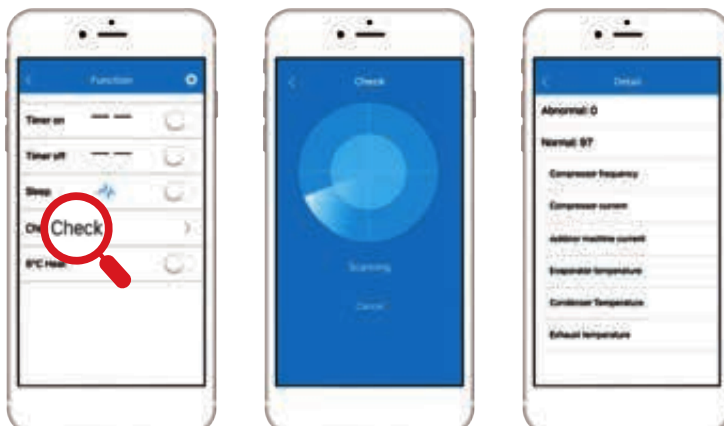 Function
Timer on
Timer off
Sleep
Check
8°C Heat
Check
Scanning
Cancel
Detail
Abnormal: 0
Normal: 97
Compressor frequency
Compressor current
Outdoor machine current
Evaporator temperature
Condenser Temperature
Exhaust temperature